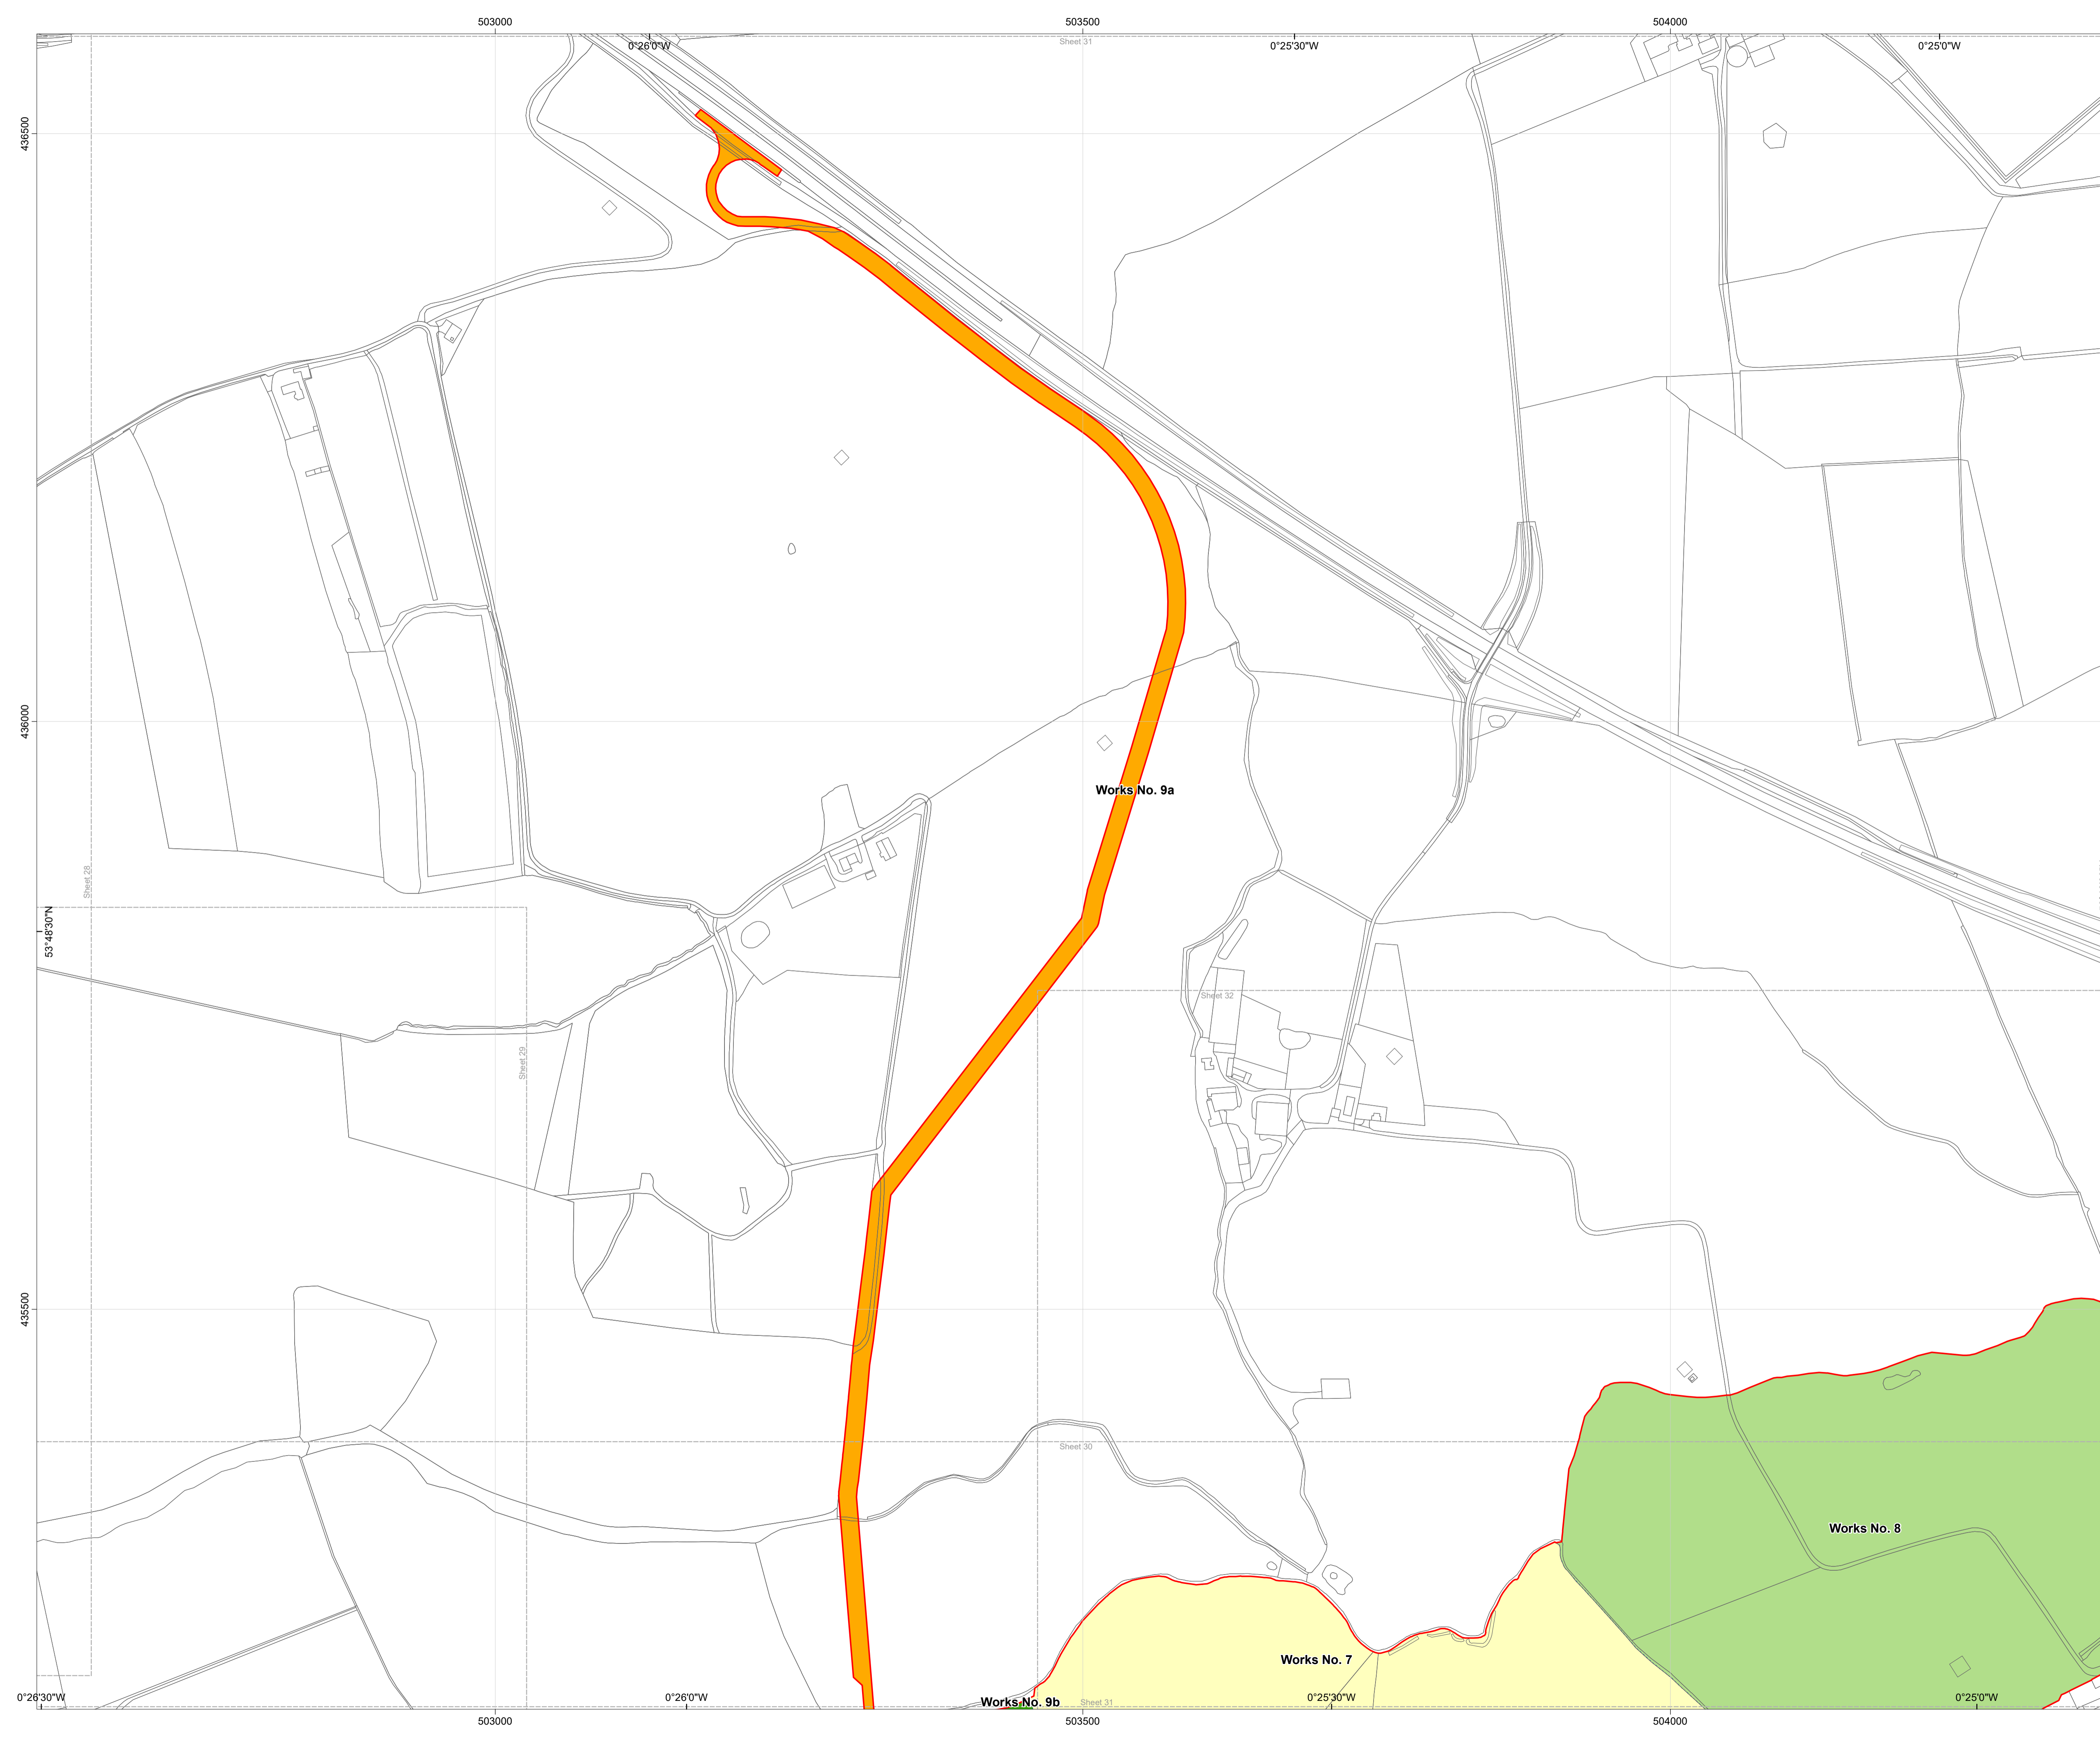 503000
503500
504000
0°26'0"W
Sheet 31
0°25'30"W
0°25'0"W
436500
436000
Works No. 9a
Sheet 28
53°48'30"N
Sheet 32
Sheet 29
435500
Sheet 30
Works No. 8
Works No. 7
0°26'30"W
0°26'0"W
Works No. 9b
Sheet 31
0°25'30"W
0°25'0"W
503000
503500
504000